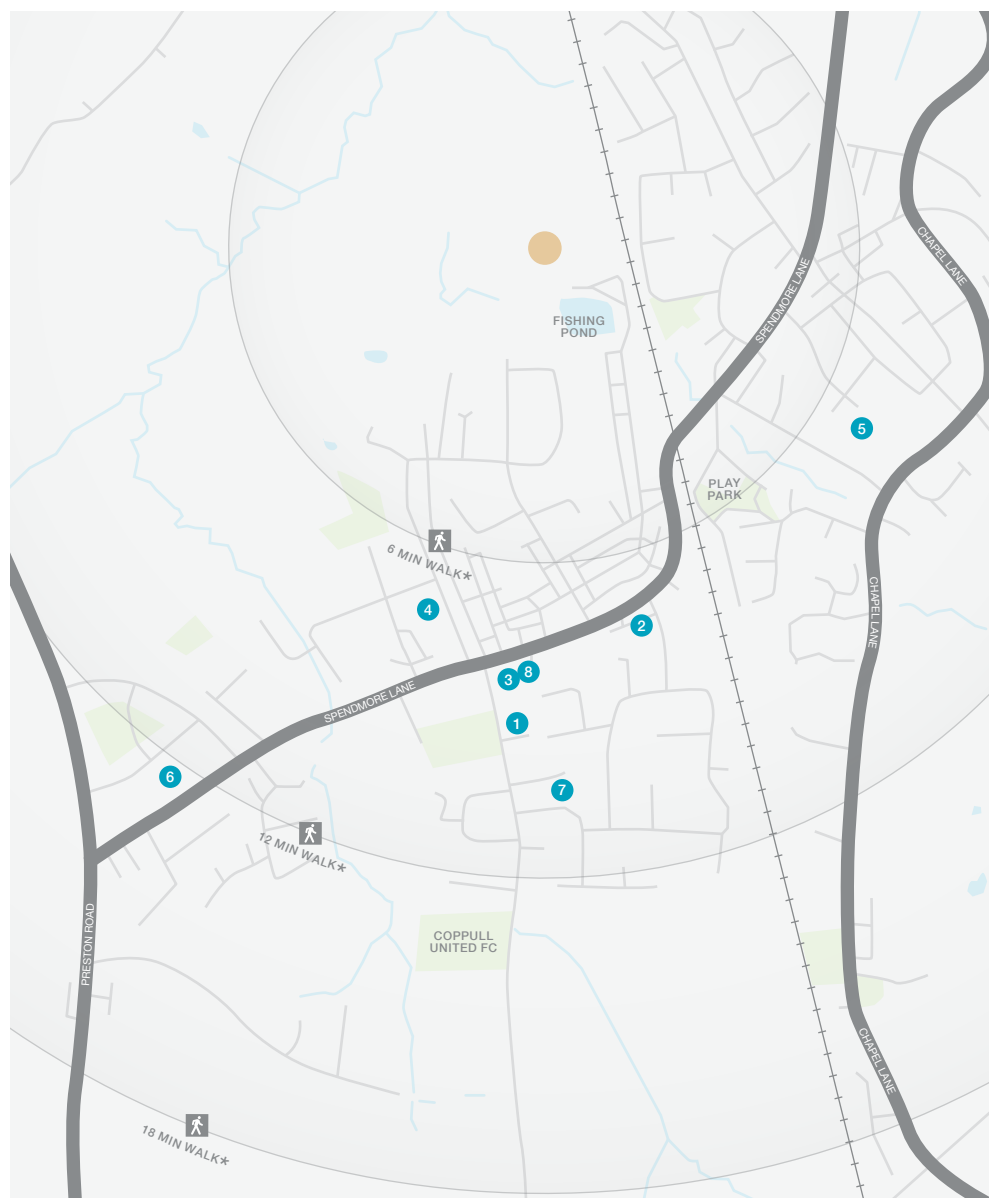 CHAPEL LANE
SPENDMORE LANE
FISHING
POND
5
PLAY
PARK
6 MIN WALK*
4
2
CHAPEL LANE
8
3
SPENDMORE LANE
1
6
7
12 MIN WALK*
PRESTON ROAD
COPPULL
UNITED FC
CHAPEL LANE
18 MIN WALK*